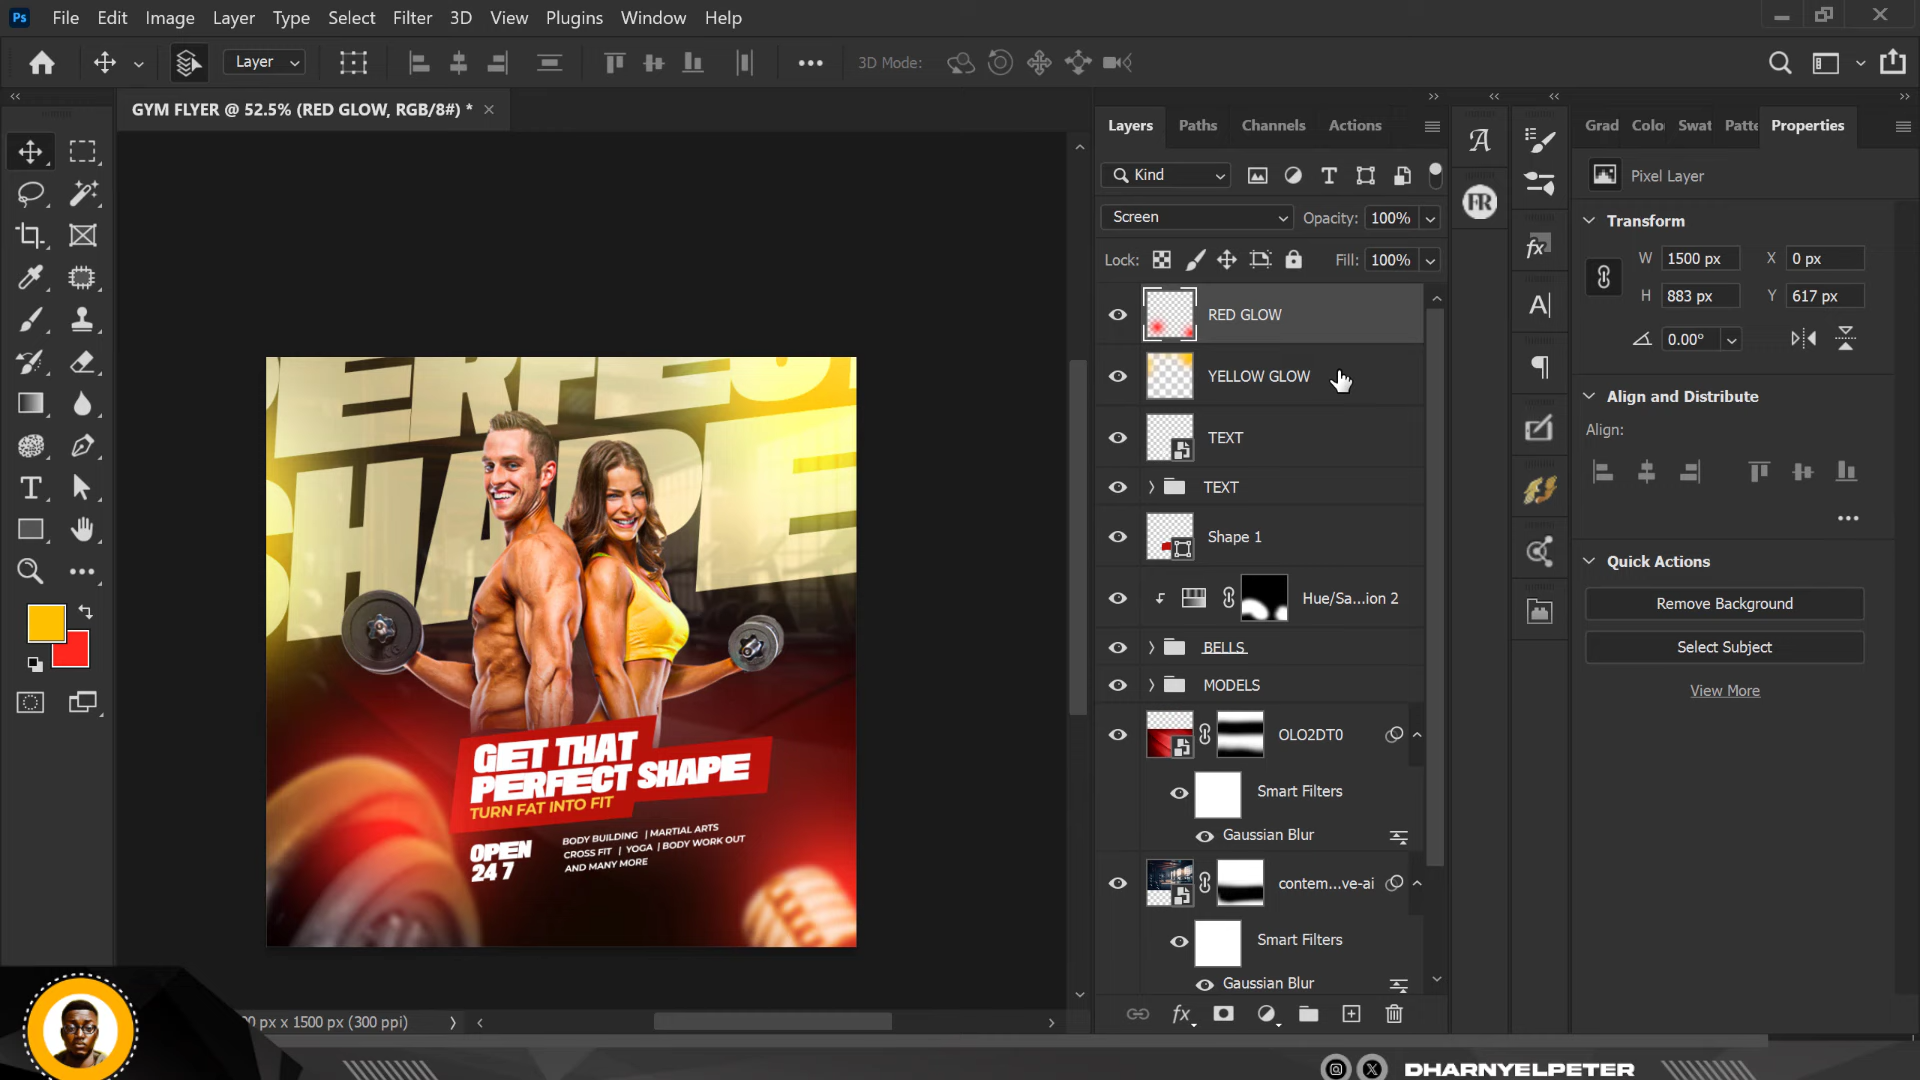 Ps File Edit Image Layer Type Select Filter 3D View Plugins Window Help
Layer 3D Mode:
GYM FLYER @ 52.5% (RED GLOW, RGB/8#) *
Layers Paths Channels Actions
Kind
Screen Opacity: 100%
Lock: Fill: 100%
RED GLOW
YELLOW GLOW
TEXT
TEXT
Shape 1
Hue/Sa...ion 2
BELLS
MODELS
OLO2DT0
Smart Filters
Gaussian Blur
contem...ve-ai
Smart Filters
Gaussian Blur
fx
FR
Grad Colo Swat Patte Properties
Pixel Layer
Transform
W 1500 px X 0 px
H 883 px Y 617 px
0.00°
Align and Distribute
Align:
Quick Actions
Remove Background
Select Subject
View More
PERFECT
SHAPE
GET THAT
PERFECT SHAPE
TURN FAT INTO FIT
OPEN
24 7
BODY BUILDING | MARTIAL ARTS
CROSS FIT | YOGA | BODY WORK OUT
AND MANY MORE
00 px x 1500 px (300 ppi)
DHARNYELPETER